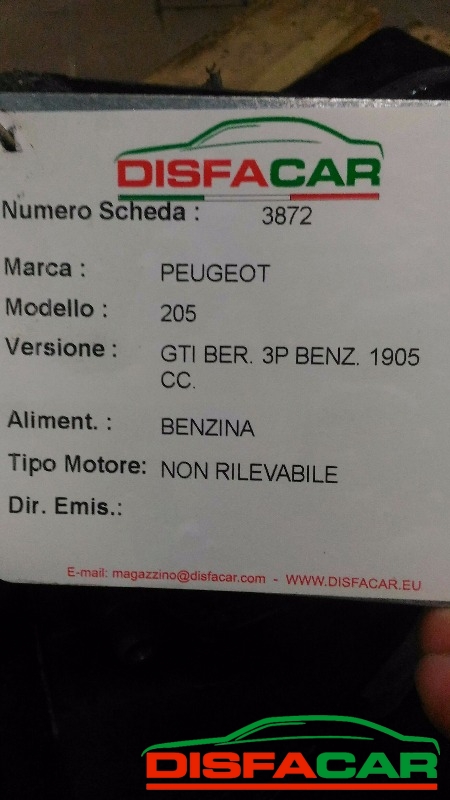 DISFACAR
Numero Scheda : 3872
Marca : PEUGEOT
Modello : 205
Versione : GTI BER. 3P BENZ. 1905
CC.
Aliment. : BENZINA
Tipo Motore: NON RILEVABILE
Dir. Emis.:
E-mail: magazzino@disfacar.com - WWW.DISFACAR.EU
DISFACAR